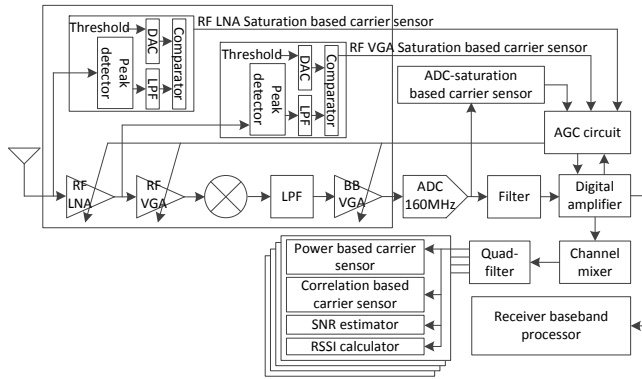 RF LNA Saturation based carrier sensor
Threshold
DAC
Comparator
Peak
detector
LPF
RF VGA Saturation based carrier sensor
Threshold
DAC
Comparator
Peak
detector
LPF
ADC-saturation
based carrier sensor
AGC circuit
RF
LNA
RF
VGA
LPF
BB
VGA
ADC
160MHz
Filter
Digital
amplifier
Power based carrier
sensor
Correlation based
carrier sensor
SNR estimator
RSSI calculator
Quad-
filter
Channel
mixer
Receiver baseband
processor